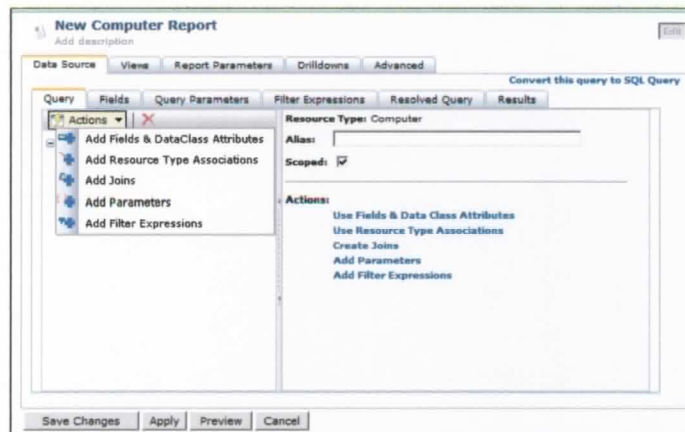 New Computer Report
Add description
Edit
Data Source Views Report Parameters Drilldowns Advanced
Convert this query to SQL Query
Query Fields Query Parameters Filter Expressions Resolved Query Results
Actions
Add Fields & DataClass Attributes
Add Resource Type Associations
Add Joins
Add Parameters
Add Filter Expressions
Resource Type: Computer
Alias:
Scoped:
Actions:
Use Fields & Data Class Attributes
Use Resource Type Associations
Create Joins
Add Parameters
Add Filter Expressions
Save Changes Apply Preview Cancel